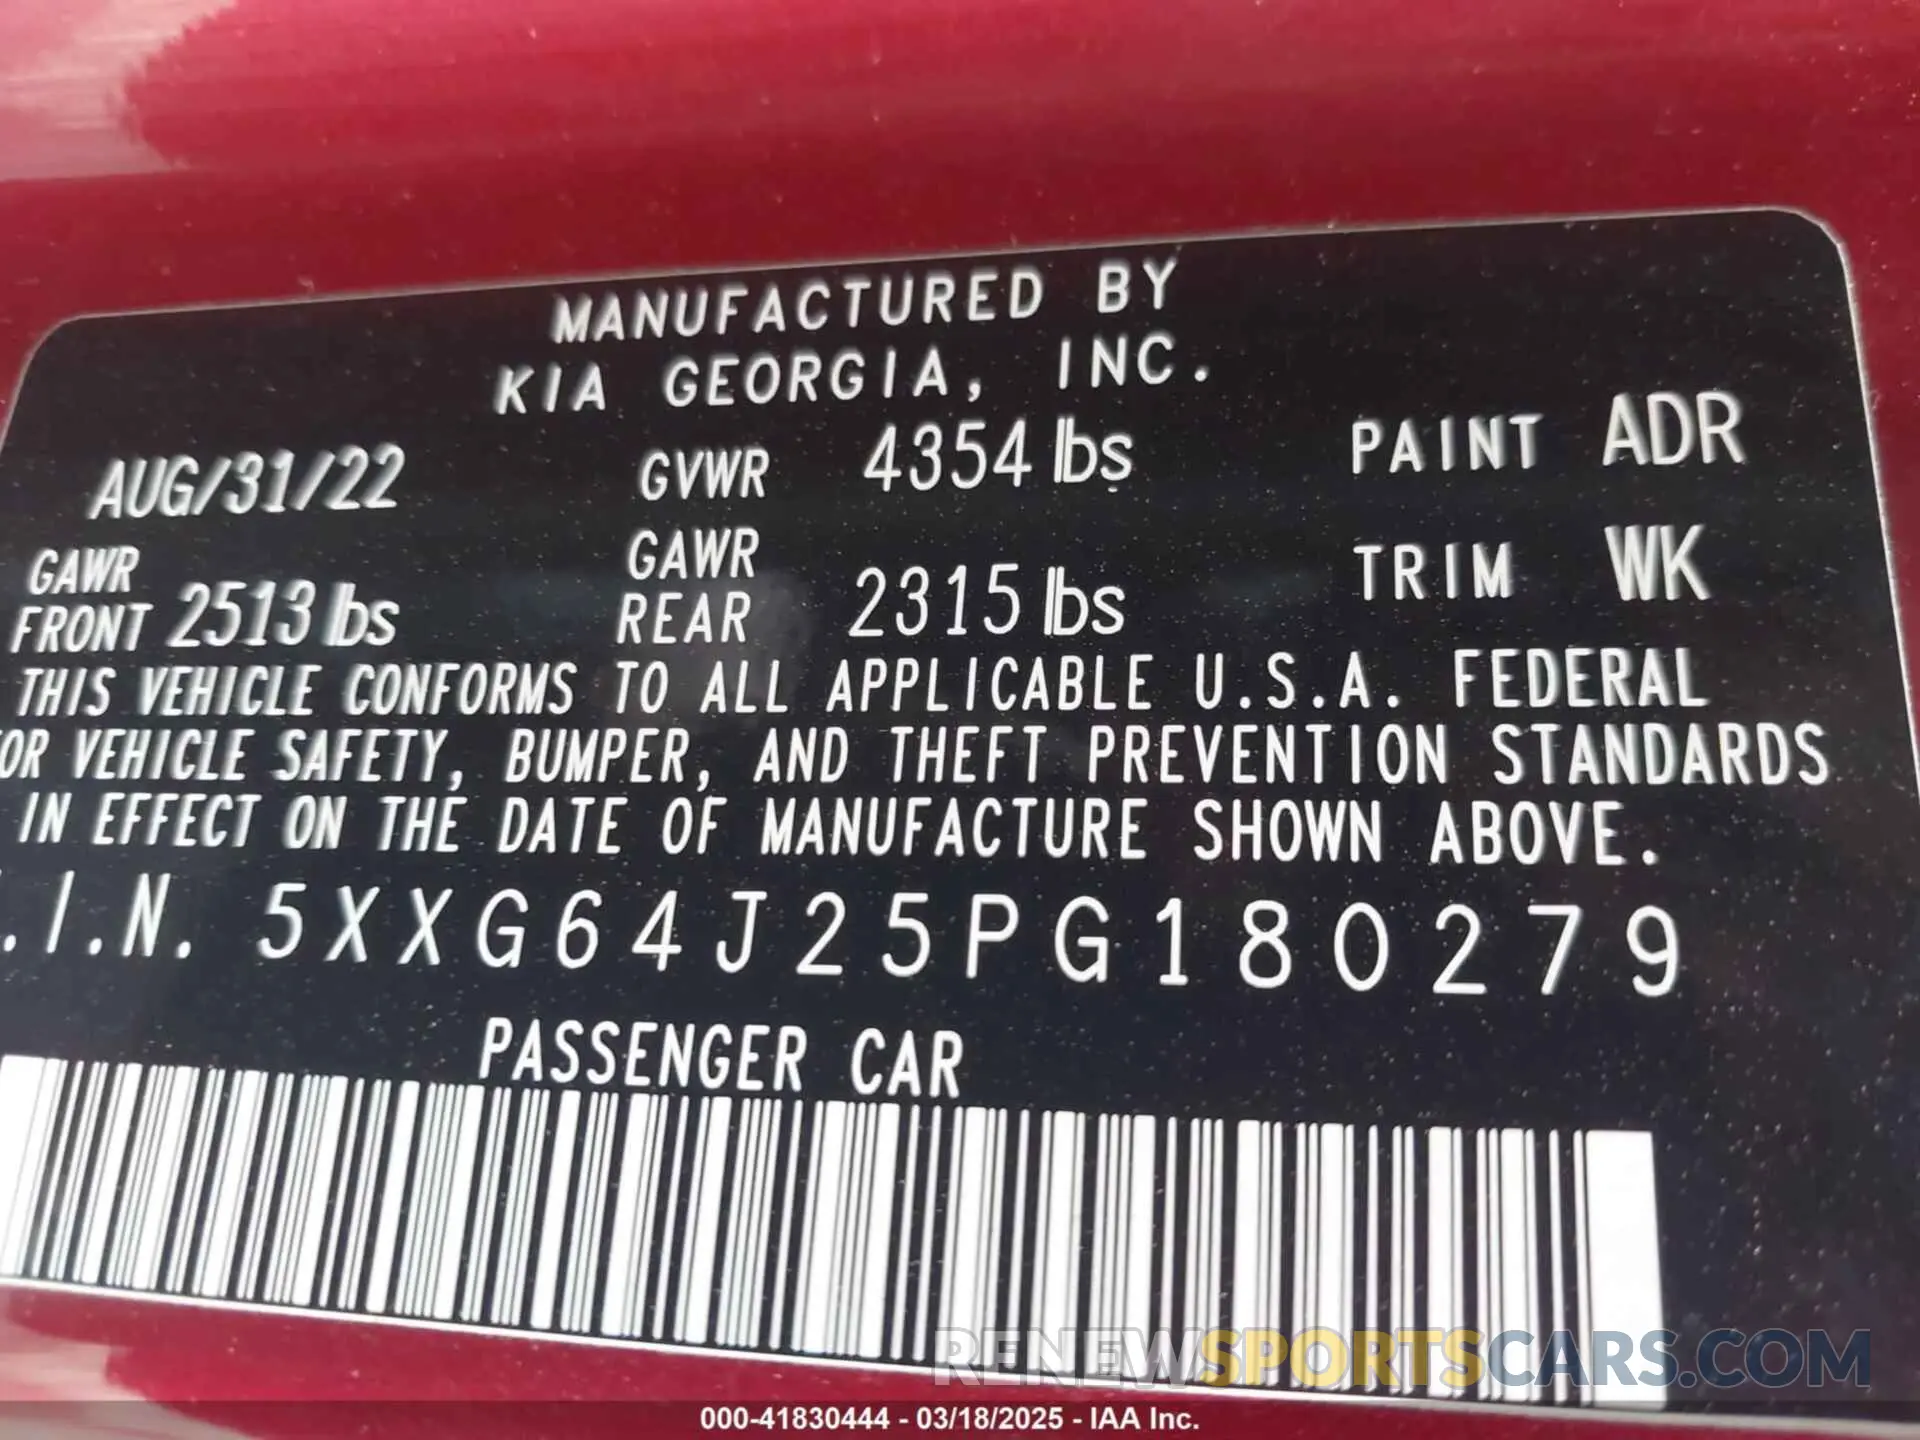 MANUFACTURED BY
KIA GEORGIA, INC.
AUG/31/22 GVWR 4354 lbs PAINT ADR
GAWR FRONT 2513 lbs GAWR REAR 2315 lbs TRIM WK
THIS VEHICLE CONFORMS TO ALL APPLICABLE U.S.A. FEDERAL
OR VEHICLE SAFETY, BUMPER, AND THEFT PREVENTION STANDARDS
IN EFFECT ON THE DATE OF MANUFACTURE SHOWN ABOVE.
.I.N. 5XXG64J25PG180279
PASSENGER CAR
RENEWSPORTSCARS.COM
000-41830444 - 03/18/2025 - IAA Inc.